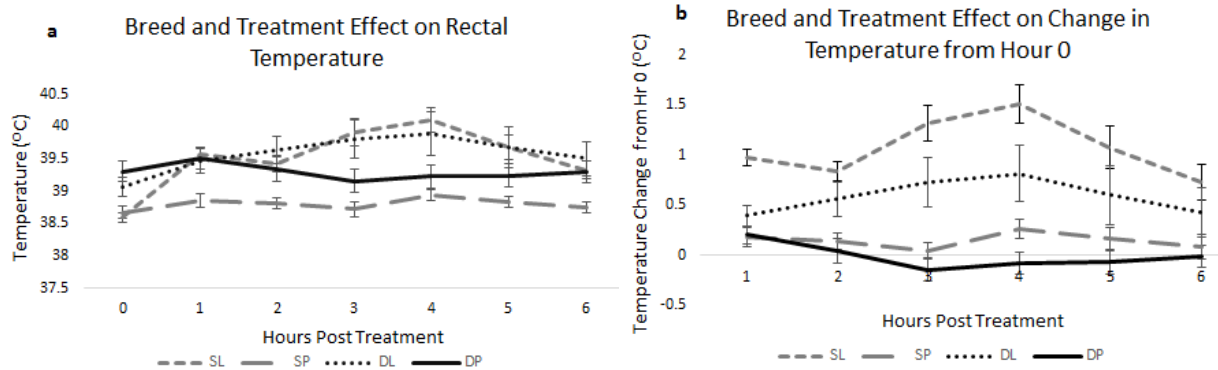 a
Breed and Treatment Effect on Rectal
Temperature
Temperature (°C)
40.5
40
39.5
39
38.5
38
37.5
0 1 2 3 4 5 6
Hours Post Treatment
SL SP DL DP
b
Breed and Treatment Effect on Change in
Temperature from Hour 0
Temperature Change from Hr 0 (°C)
2
1.5
1
0.5
0
-0.5
1 2 3 4 5 6
Hours Post Treatment
SL SP DL DP